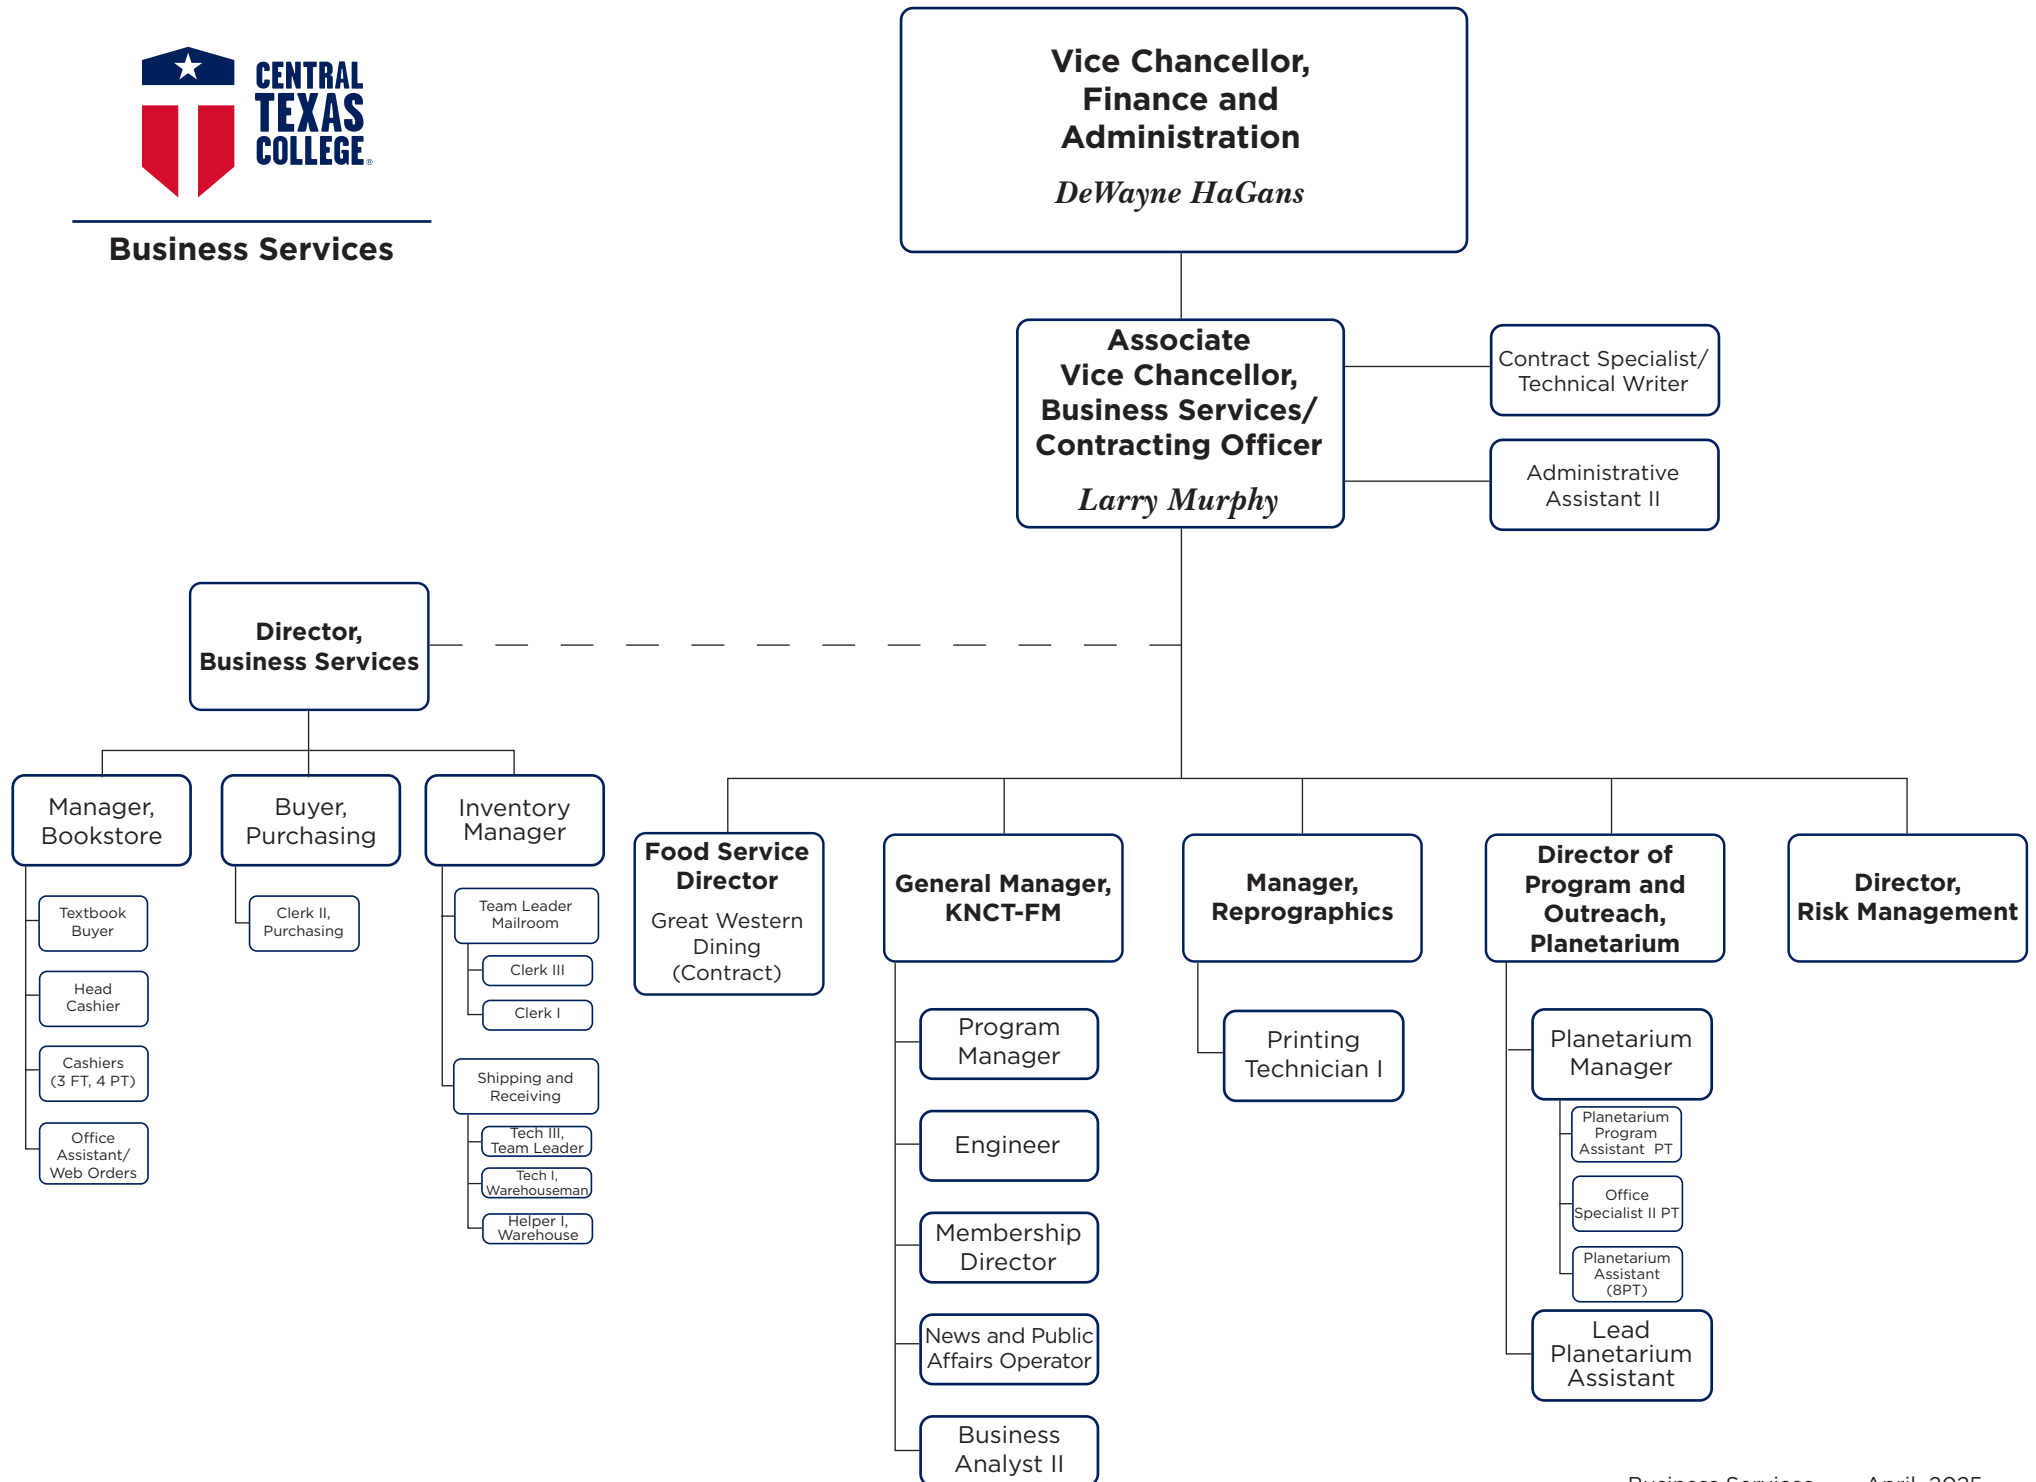 CENTRAL
TEXAS
COLLEGE®
Business Services
Vice Chancellor,
Finance and
Administration
DeWayne HaGans
Associate
Vice Chancellor,
Business Services/
Contracting Officer
Larry Murphy
Contract Specialist/
Technical Writer
Administrative
Assistant II
Director,
Business Services
Manager,
Bookstore
Textbook
Buyer
Head
Cashier
Cashiers
(3 FT, 4 PT)
Office
Assistant/
Web Orders
Buyer,
Purchasing
Clerk II,
Purchasing
Inventory
Manager
Team Leader
Mailroom
Clerk III
Clerk I
Shipping and
Receiving
Tech III,
Team Leader
Tech I,
Warehouseman
Helper I,
Warehouse
Food Service
Director
Great Western
Dining
(Contract)
General Manager,
KNCT-FM
Program
Manager
Engineer
Membership
Director
News and Public
Affairs Operator
Business
Analyst II
Manager,
Reprographics
Printing
Technician I
Director of
Program and
Outreach,
Planetarium
Planetarium
Manager
Planetarium
Program
Assistant PT
Office
Specialist II PT
Planetarium
Assistant
(8PT)
Lead
Planetarium
Assistant
Director,
Risk Management
Business Services April, 2025